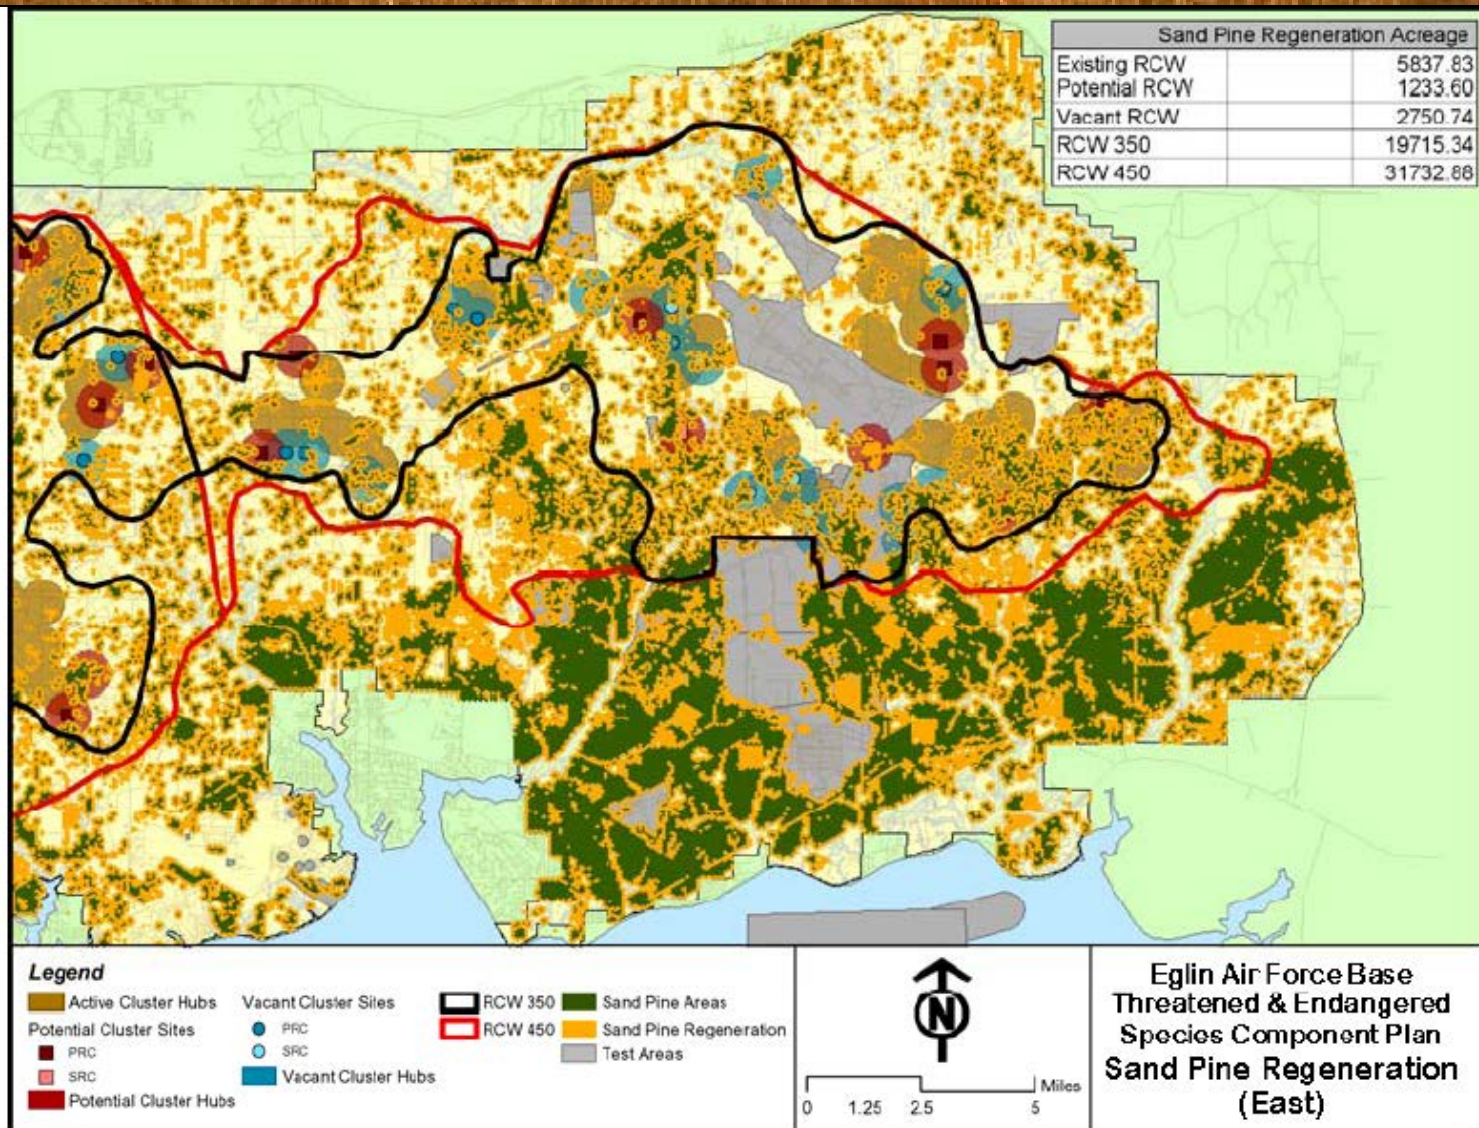 Sand Pine Regeneration Acreage
Existing RCW 5837.83
Potential RCW 1233.60
Vacant RCW 2750.74
RCW 350 19715.34
RCW 450 31732.88
Legend
Active Cluster Hubs
Potential Cluster Sites
PRC
SRC
Potential Cluster Hubs
Vacant Cluster Sites
PRC
SRC
Vacant Cluster Hubs
RCW 350
RCW 450
Sand Pine Areas
Sand Pine Regeneration
Test Areas
N
Miles
0 1.25 2.5 5
Eglin Air Force Base
Threatened & Endangered
Species Component Plan
Sand Pine Regeneration
(East)